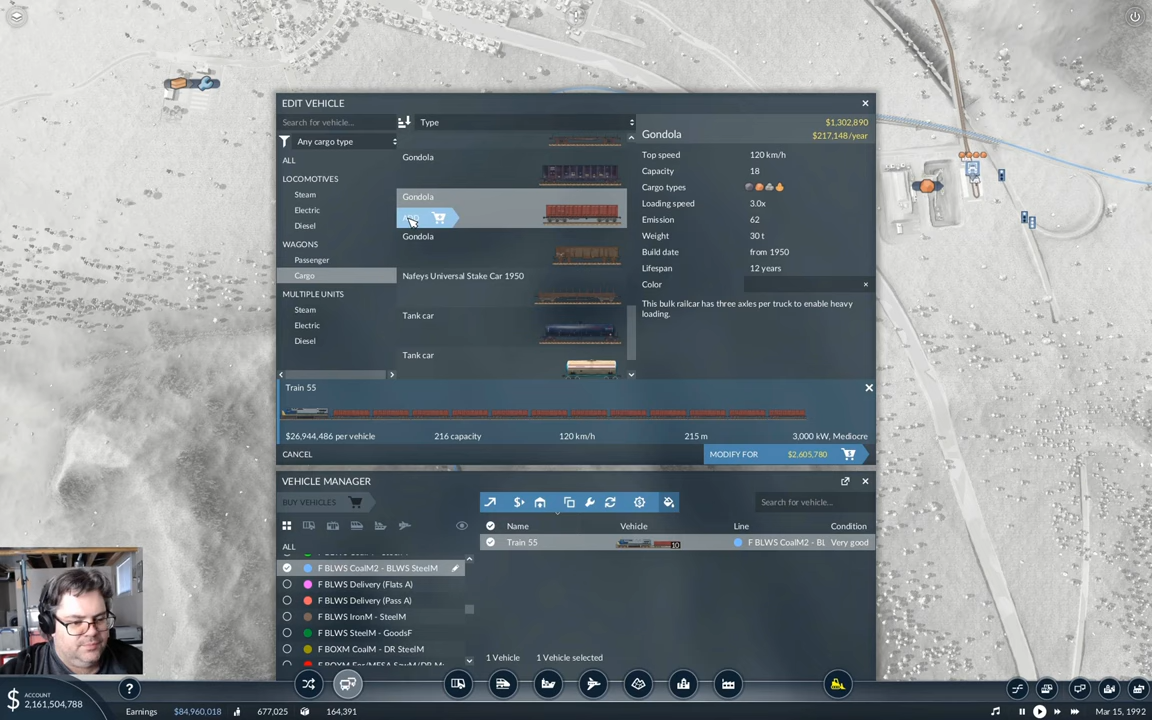 EDIT VEHICLE
Search for vehicle...
Type
Any cargo type
ALL
LOCOMOTIVES
Steam
Electric
Diesel
WAGONS
Passenger
Cargo
MULTIPLE UNITS
Steam
Electric
Diesel
Gondola
Gondola
Gondola
Nafeys Universal Stake Car 1950
Tank car
Tank car
$1,302,890
Gondola
$217,148/year
Top speed 120 km/h
Capacity 18
Cargo types
Loading speed 3.0x
Emission 62
Weight 30 t
Build date from 1950
Lifespan 12 years
Color
This bulk railcar has three axles per truck to enable heavy
loading.
Train 55
$26,944,486 per vehicle 216 capacity 120 km/h 215 m 3,000 kW, Mediocre
CANCEL
MODIFY FOR $2,605,780
VEHICLE MANAGER
BUY VEHICLES
Search for vehicle...
ALL
Name Vehicle Line Condition
Train 55 10 F BLWS CoalM2 - BL Very good
F BLWS CoalM2 - BLWS SteelM
F BLWS Delivery (Flats A)
F BLWS Delivery (Pass A)
F BLWS IronM - SteelM
F BLWS SteelM - GoodsF
F BOXM CoalM - DR SteelM
1 Vehicle 1 Vehicle selected
$ ACCOUNT
2,161,504,788
?
Earnings $84,960,018 677,025 164,391
Mar 15, 1992